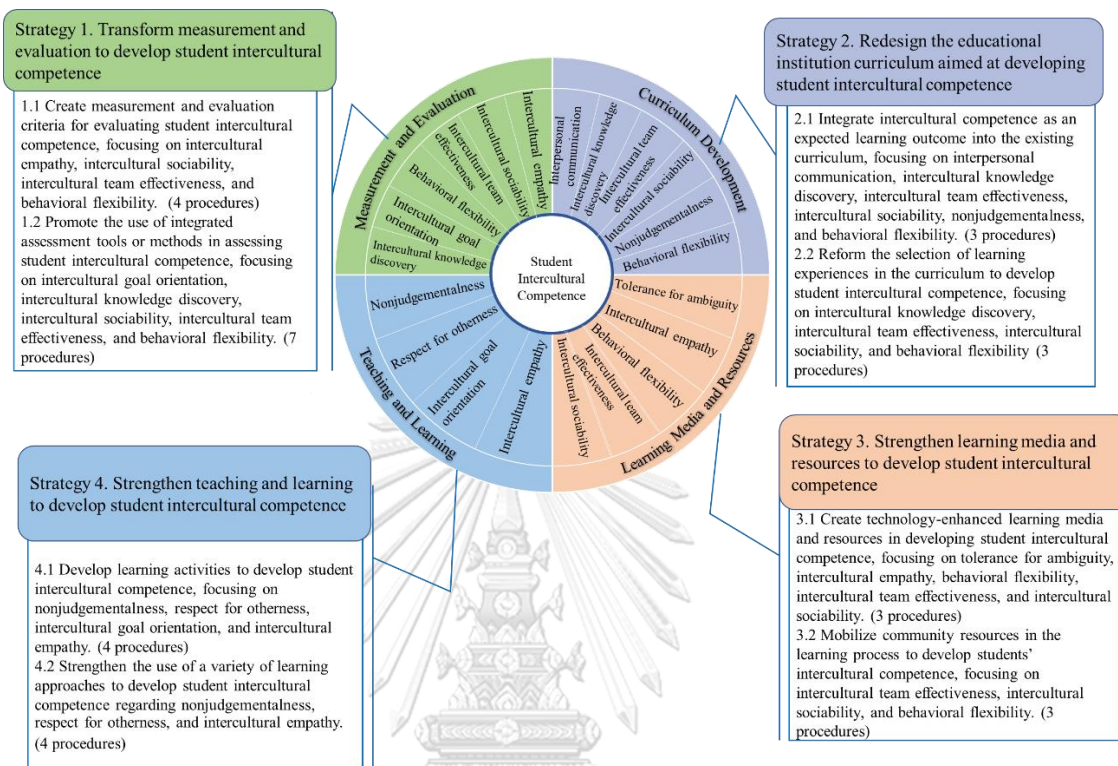 Strategy 1. Transform measurement and
evaluation to develop student intercultural
competence
1.1 Create measurement and evaluation
criteria for evaluating student intercultural
competence, focusing on intercultural
empathy, intercultural sociability,
intercultural team effectiveness, and
behavioral flexibility. (4 procedures)
1.2 Promote the use of integrated
assessment tools or methods in assessing
student intercultural competence, focusing
on intercultural goal orientation,
intercultural knowledge discovery,
intercultural sociability, intercultural team
effectiveness, and behavioral flexibility. (7
procedures)
Measurement and Evaluation
Intercultural empathy
Intercultural sociability
Intercultural team
effectiveness
Behavioral flexibility
Intercultural goal
orientation
Intercultural knowledge
discovery
Curriculum Development
Interpersonal
communication
Intercultural knowledge
discovery
Intercultural team
effectiveness
Intercultural sociability
Nonjudgementalness
Behavioral flexibility
Student
Intercultural
Competence
Teaching and Learning
Nonjudgementalness
Respect for otherness
Intercultural goal
orientation
Intercultural empathy
Learning Media and Resources
Tolerance for ambiguity
Intercultural empathy
Behavioral flexibility
Intercultural team
effectiveness
Intercultural sociability
Strategy 2. Redesign the educational
institution curriculum aimed at developing
student intercultural competence
2.1 Integrate intercultural competence as an
expected learning outcome into the existing
curriculum, focusing on interpersonal
communication, intercultural knowledge
discovery, intercultural team effectiveness,
intercultural sociability, nonjudgementalness,
and behavioral flexibility. (3 procedures)
2.2 Reform the selection of learning
experiences in the curriculum to develop
student intercultural competence, focusing
on intercultural knowledge discovery,
intercultural team effectiveness, intercultural
sociability, and behavior flexibility (3
procedures)
Strategy 4. Strengthen teaching and learning
to develop student intercultural competence
4.1 Develop learning activities to develop student
intercultural competence, focusing on
nonjudgementalness, respect for otherness,
intercultural goal orientation, and intercultural
empathy. (4 procedures)
4.2 Strengthen the use of a variety of learning
approaches to develop student intercultural
competence regarding nonjudgementalness,
respect for otherness, and intercultural empathy.
(4 procedures)
Strategy 3. Strengthen learning media and
resources to develop student intercultural
competence
3.1 Create technology-enhanced learning media
and resources in developing student intercultural
competence, focusing on tolerance for ambiguity,
intercultural empathy, behavioral flexibility,
intercultural team effectiveness, and intercultural
sociability. (3 procedures)
3.2 Mobilize community resources in the
learning process to develop students'
intercultural competence, focusing on
intercultural team effectiveness, intercultural
sociability, and behavioral flexibility. (3
procedures)